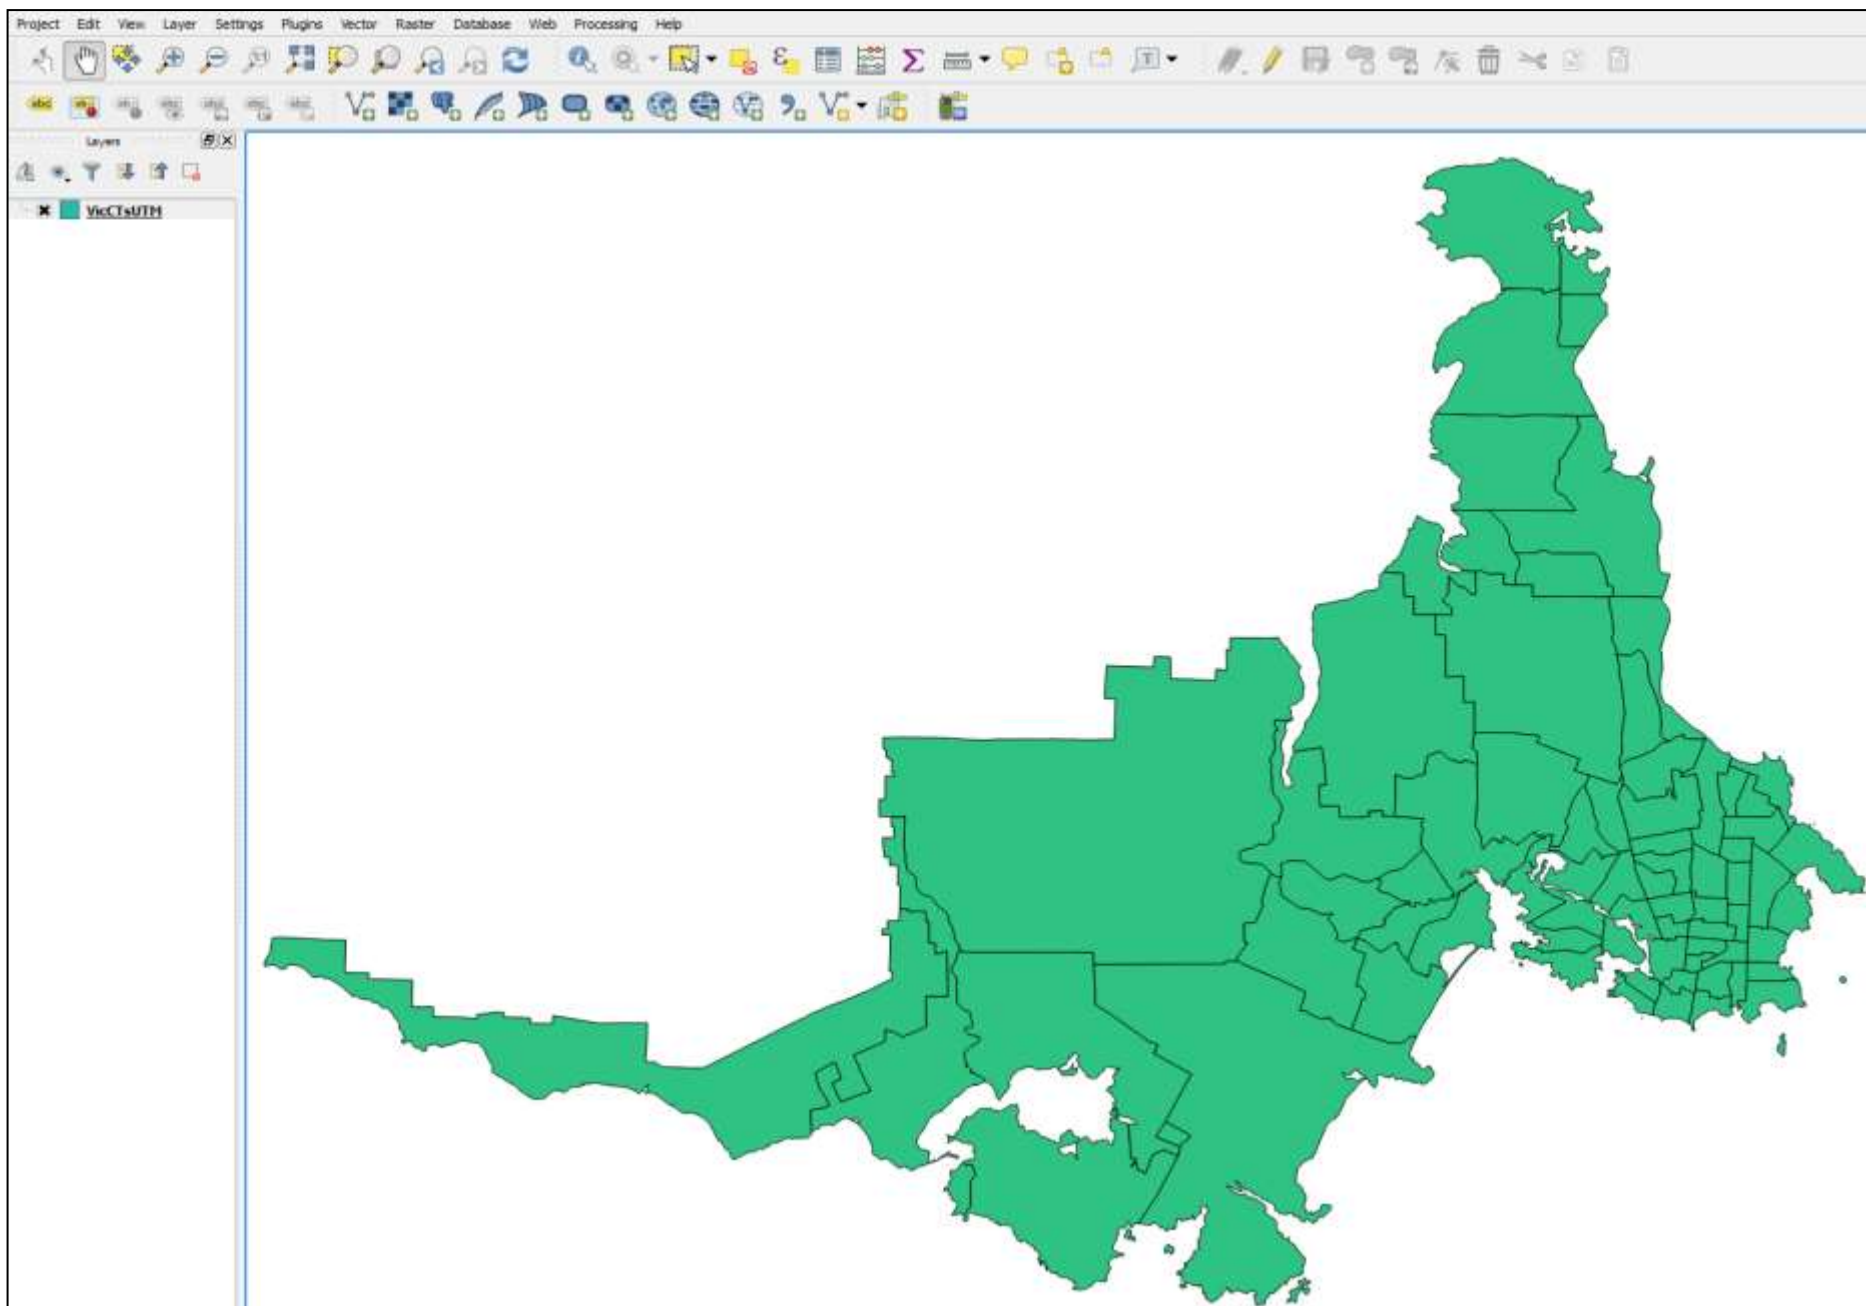 Project Edit View Layer Settings Plugins Vector Raster Database Web Processing Help
Layers
VicCTsUTM